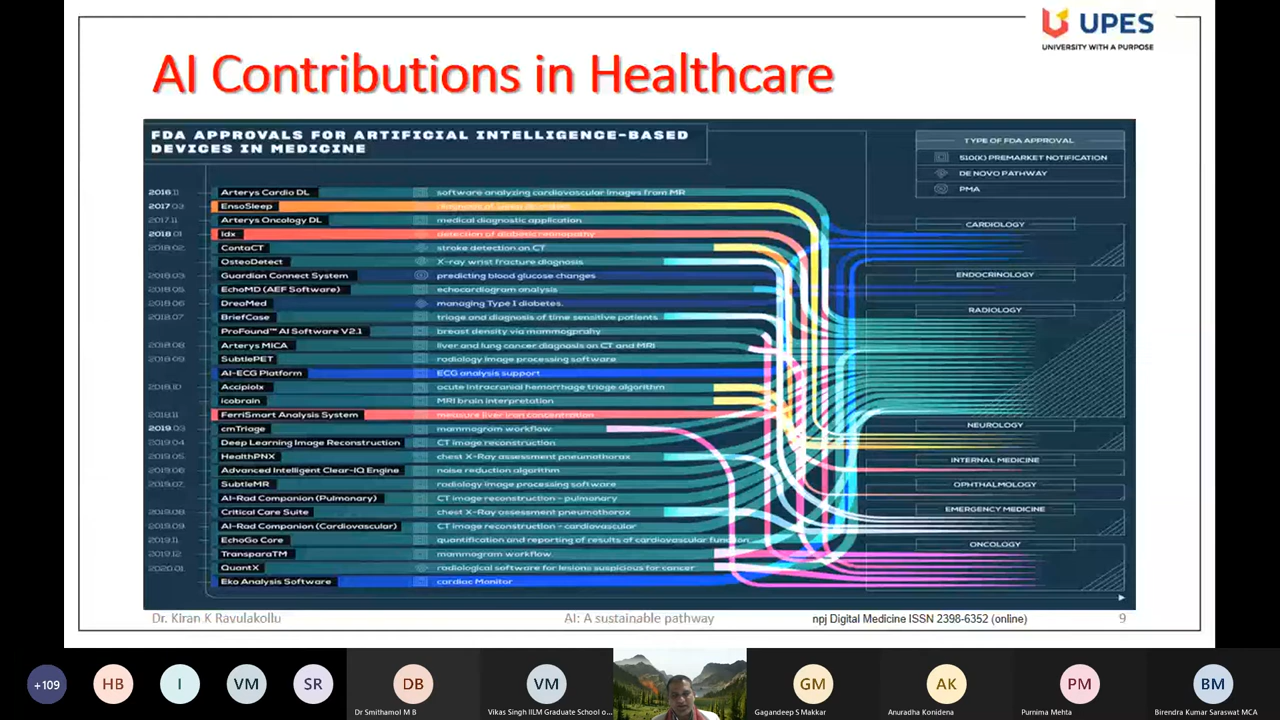 UPES
UNIVERSITY WITH A PURPOSE
AI Contributions in Healthcare
FDA APPROVALS FOR ARTIFICIAL INTELLIGENCE-BASED
DEVICES IN MEDICINE
TYPE OF FDA APPROVAL
510(K) PREMARKET NOTIFICATION
DE NOVO PATHWAY
PMA
2016.11 Arterys Cardio DL software analyzing cardiovascular images from MR
2017.03 EnsoSleep diagnosis of sleep disorders
2017.11 Arterys Oncology DL medical diagnostic application
2018.01 Idx detection of diabetic retinopathy
2018.02 ContaCT stroke detection on CT
OsteoDetect X-ray wrist fracture diagnosis
2018.03 Guardian Connect System predicting blood glucose changes
2018.05 EchoMD (AEF Software) echocardiogram analysis
2018.06 DreaMed managing Type 1 diabetes.
2018.07 BriefCase triage and diagnosis of time sensitive patients
ProFound™ AI Software V2.1 breast density via mammogprahy
2018.08 Arterys MICA liver and lung cancer diagnosis on CT and MRI
2018.09 SubtlePET radiology image processing software
AI-ECG Platform ECG analysis support
2018.10 Accipiolx acute intracranial hemorrhage triage algorithm
icobrain MRI brain interpretation
2018.11 FerriSmart Analysis System measure liver iron concentration
2019.03 cmTriage mammogram workflow
2019.04 Deep Learning Image Reconstruction CT image reconstruction
2019.05 HealthPNX chest X-Ray assessment pneumothorax
2019.06 Advanced Intelligent Clear-IQ Engine noise reduction algorithm
2019.07 SubtleMR radiology image processing software
AI-Rad Companion (Pulmonary) CT image reconstruction - pulmonary
2019.08 Critical Care Suite chest X-Ray assessment pneumothorax
2019.09 AI-Rad Companion (Cardiovascular) CT image reconstruction - cardiovascular
2019.11 EchoGo Core quantification and reporting of results of cardiovascular function
2019.12 TransparaTM mammogram workflow
2020.01 QuantX radiological software for lesions suspicious for cancer
Eko Analysis Software cardiac Monitor
CARDIOLOGY
ENDOCRINOLOGY
RADIOLOGY
NEUROLOGY
INTERNAL MEDICINE
OPHTHALMOLOGY
EMERGENCY MEDICINE
ONCOLOGY
Dr. Kiran K Ravulakollu AI: A sustainable pathway npj Digital Medicine ISSN 2398-6352 (online) 9
+109 HB I VM SR DB VM GM AK PM BM
Dr Smithamol M B Vikas Singh IILM Graduate School o... Gagandeep S Makkar Anuradha Konidena Purnima Mehta Birendra Kumar Saraswat MCA